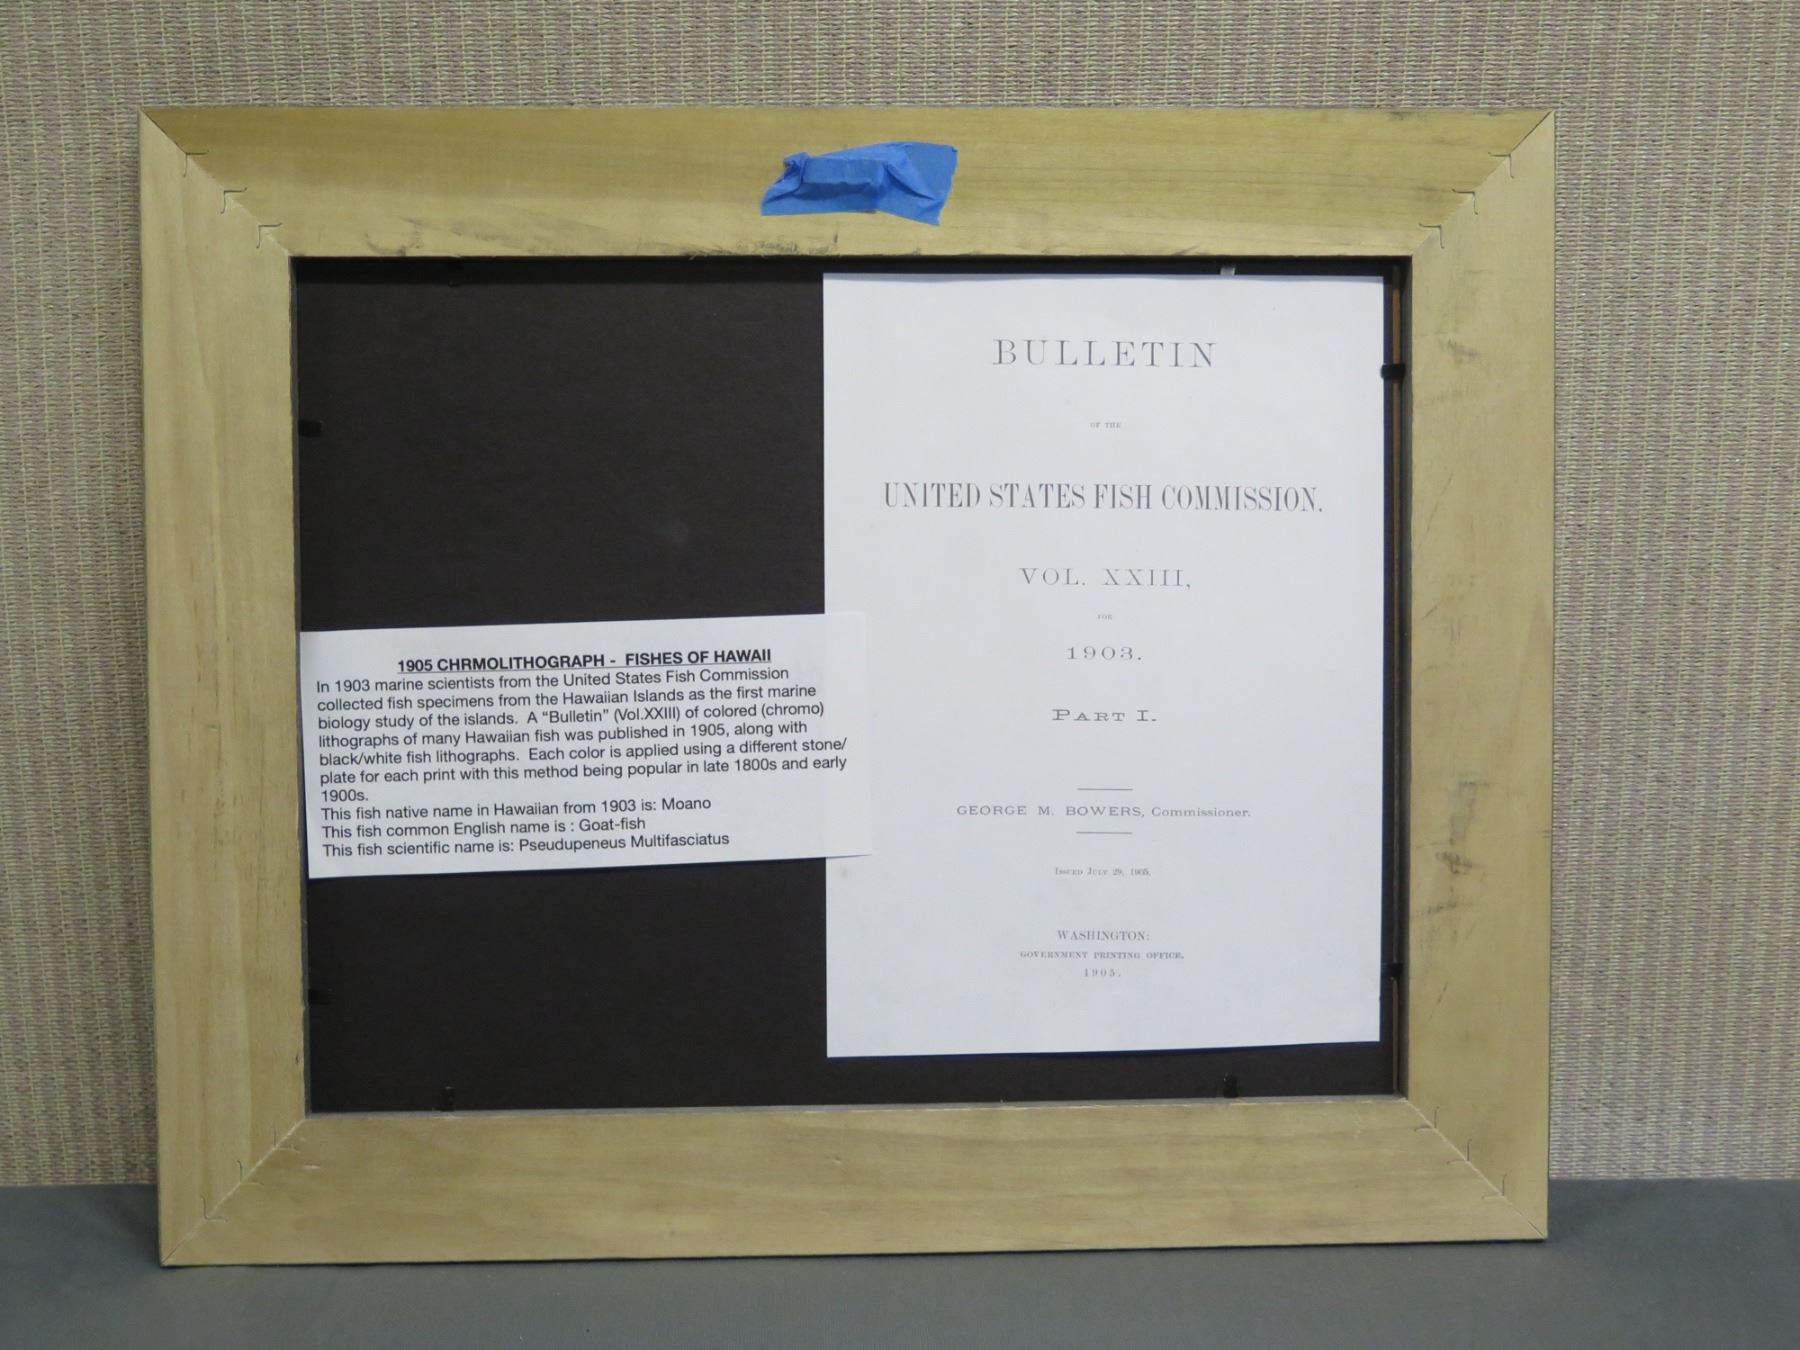 1905 CHRMOLITHOGRAPH - FISHES OF HAWAII
In 1903 marine scientists from the United States Fish Commission
collected fish specimens from the Hawaiian Islands as the first marine
biology study of the islands. A “Bulletin” (Vol.XXIII) of colored (chromo)
lithographs of many Hawaiian fish was published in 1905, along with
black/white fish lithographs. Each color is applied using a different stone/
plate for each print with this method being popular in late 1800s and early
1900s.
This fish native name in Hawaiian from 1903 is: Moano
This fish common English name is : Goat-fish
This fish scientific name is: Pseudupeneus Multifasciatus
BULLETIN
OF THE
UNITED STATES FISH COMMISSION.
VOL. XXIII,
FOR
1903.
PART I.
GEORGE M. BOWERS, Commissioner.
ISSUED JULY 29, 1905.
WASHINGTON:
GOVERNMENT PRINTING OFFICE.
1905.